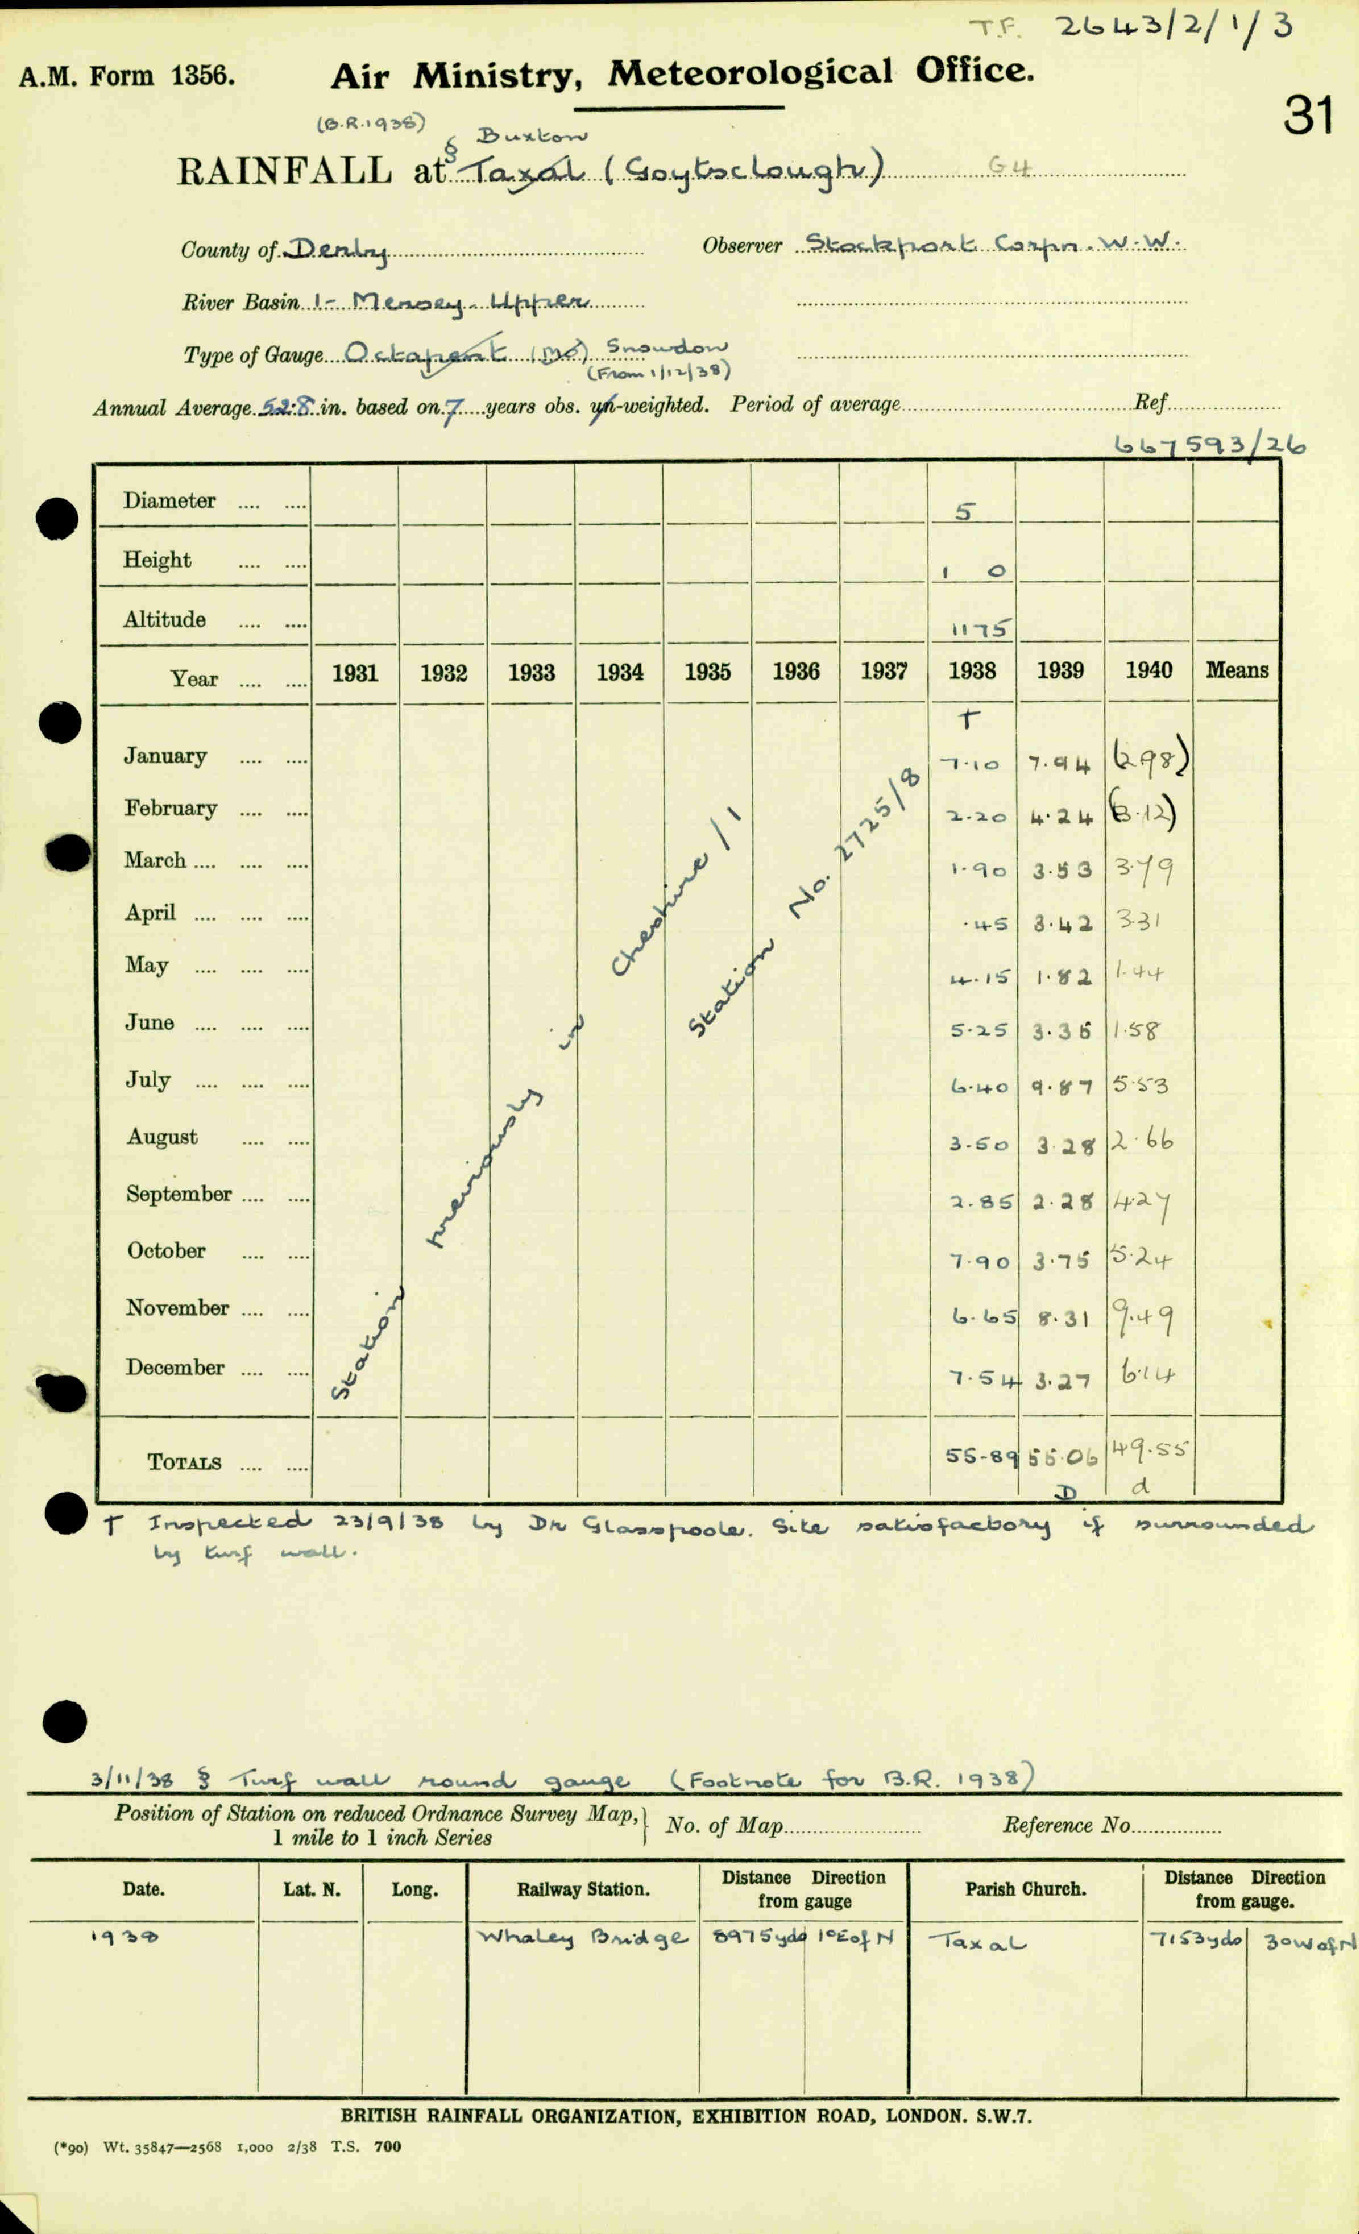 T.F. 2643/2/1/3
A.M. Form 1356. Air Ministry, Meteorological Office.
31
(B.R.1938) § Buxton
RAINFALL at Taxal (Goytsclough) G4
County of Derby Observer Stockport Corpn. W.W.
River Basin 1 - Mersey - Upper
Type of Gauge Octapent (Mo) Snowdon
(From 1/12/38)
Annual Average 52.8 in. based on 7 years obs. un-weighted. Period of average Ref.
667593/26
Diameter 5
Height 1 0
Altitude 1175
Year 1931 1932 1933 1934 1935 1936 1937 1938 1939 1940 Means
†
January 7.10 7.94 (2.98)
February 2.20 4.24 (3.12)
March 1.90 3.53 3.79
April .45 3.42 3.31
May 4.15 1.82 1.44
June 5.25 3.35 1.58
July 6.40 9.87 5.53
August 3.50 3.28 2.66
September 2.85 2.28 4.27
October 7.90 3.75 5.24
November 6.65 8.31 9.49
December 7.54 3.27 6.14
Station previously in Cheshire/1
Station No. 2725/8
TOTALS 55.89 55.06 49.55
D d
† Inspected 23/9/38 by Dr Glasspoole. Site satisfactory if surrounded
by turf wall.
3/11/38 § Turf wall round gauge (Footnote for B.R. 1938)
Position of Station on reduced Ordnance Survey Map, 1 mile to 1 inch Series No. of Map Reference No.
Date. Lat. N. Long. Railway Station. Distance Direction from gauge Parish Church. Distance Direction from gauge.
1938 Whaley Bridge 8975 yds 1°E of N Taxal 7153 yds 30 W of N
BRITISH RAINFALL ORGANIZATION, EXHIBITION ROAD, LONDON. S.W.7.
(*90) Wt. 35847—2568 1,000 2/38 T.S. 700